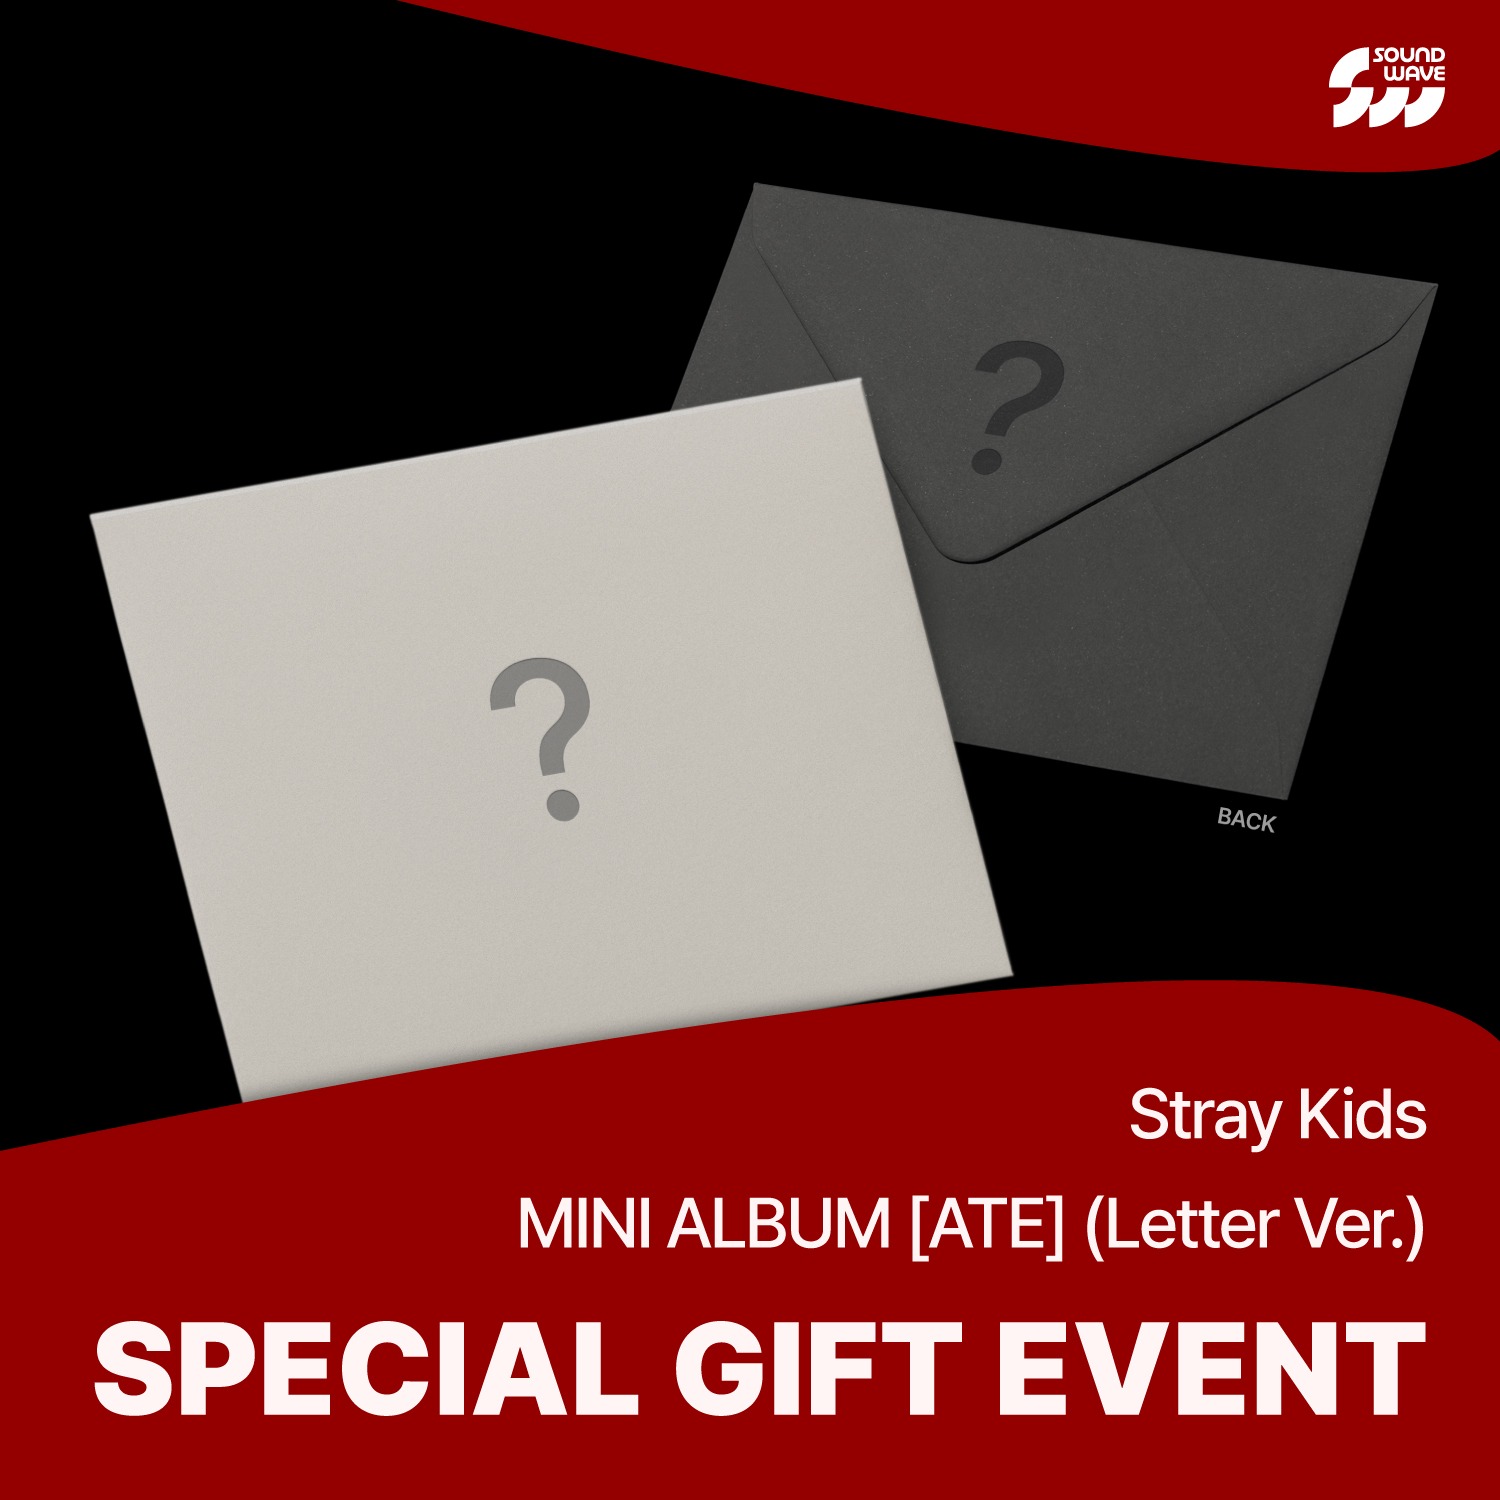 SOUND
WAVE
?
?
BACK
Stray Kids
MINI ALBUM [ATE] (Letter Ver.)
SPECIAL GIFT EVENT